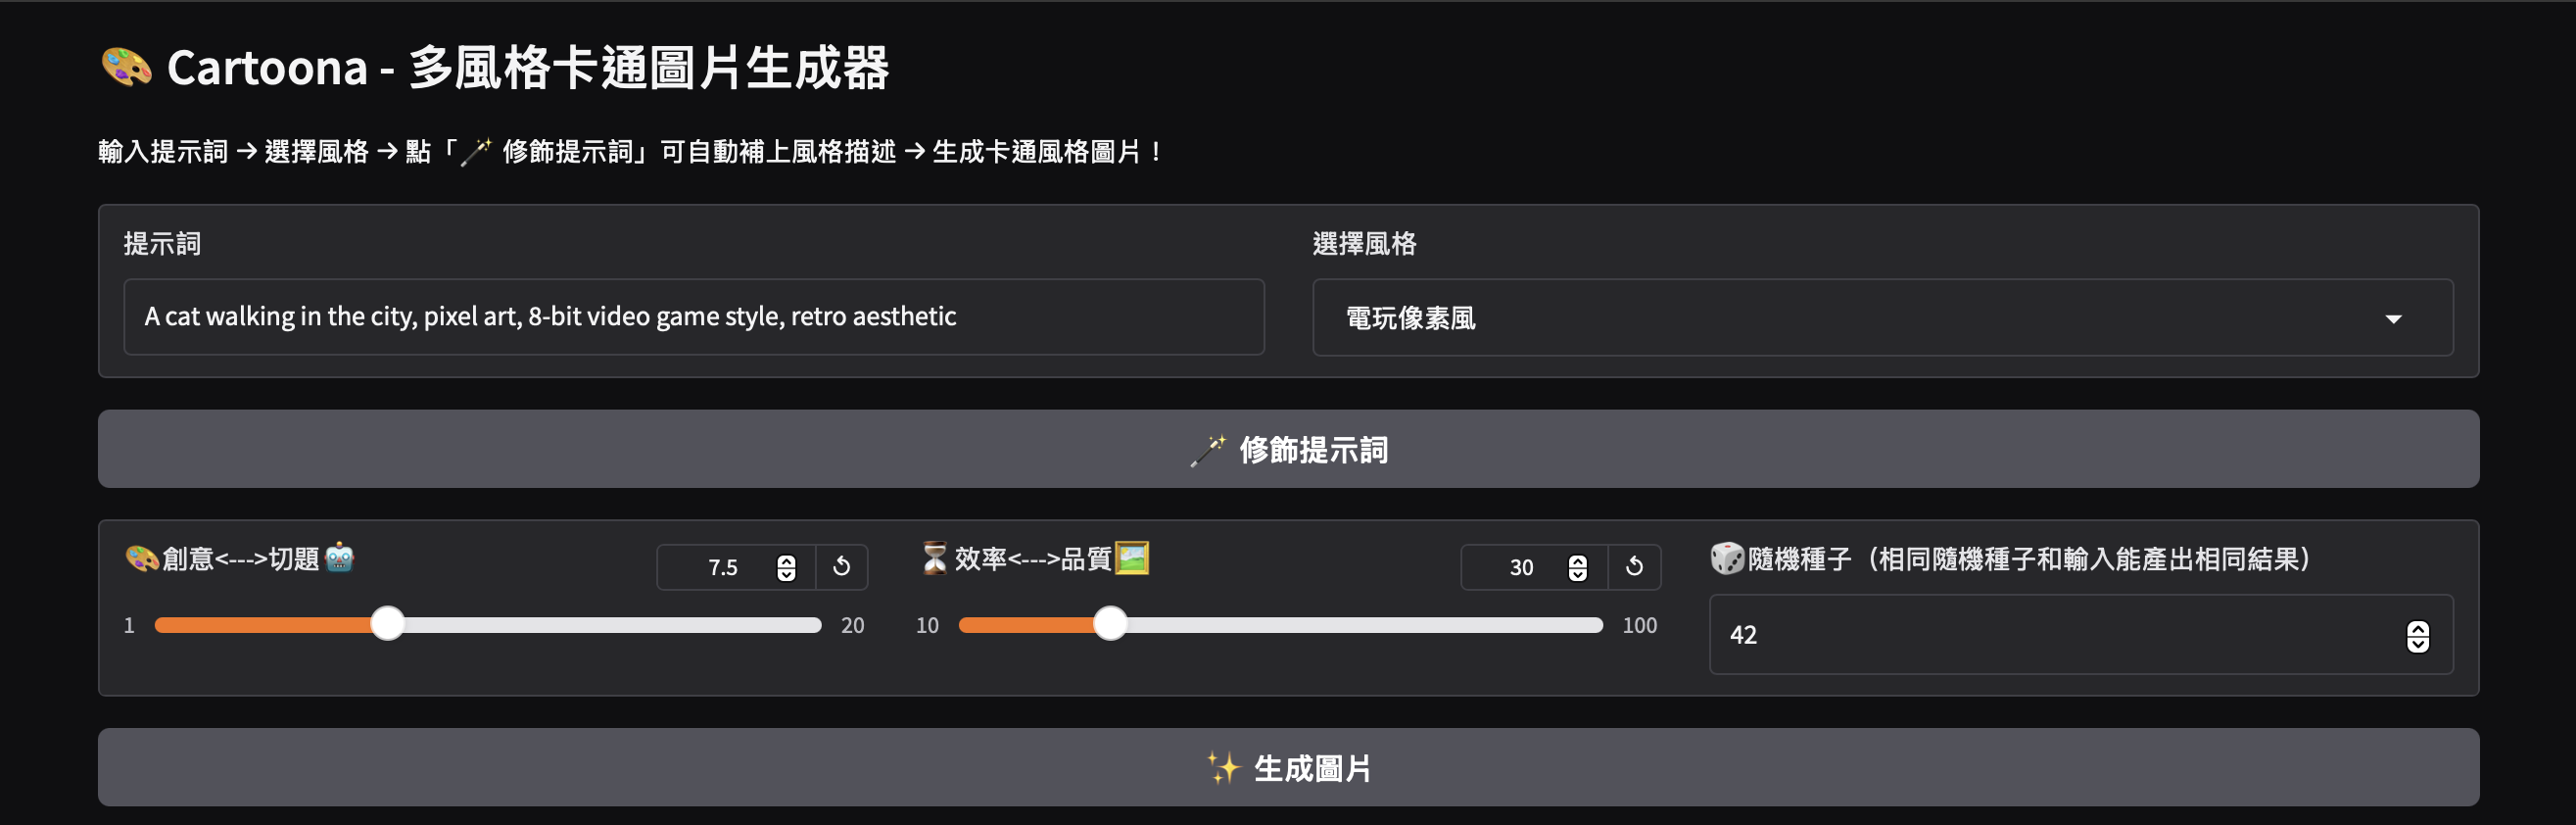 🎨 Cartoona - 多風格卡通圖片生成器
輸入提示詞 → 選擇風格 → 點「🪄 修飾提示詞」可自動補上風格描述 → 生成卡通風格圖片！
提示詞
選擇風格
A cat walking in the city, pixel art, 8-bit video game style, retro aesthetic
電玩像素風
🪄 修飾提示詞
🎨創意<--->切題🤖
7.5
⏳效率<--->品質🖼️
30
🎲隨機種子（相同隨機種子和輸入能產出相同結果）
1
20
10
100
42
✨ 生成圖片